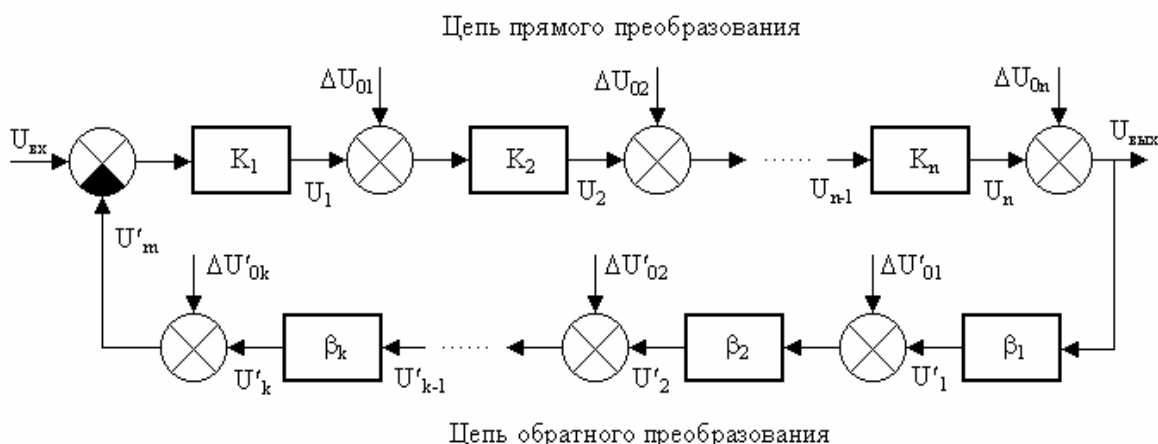 Цепь прямого преобразования
ΔU₀₁
ΔU₀₂
ΔU₀ₙ
Uвх
K₁
K₂
Kₙ
Uвых
U₁
U₂
......
Uₙ₋₁
Uₙ
U'ₘ
ΔU'₀ₖ
ΔU'₀₂
ΔU'₀₁
βₖ
......
β₂
β₁
U'ₖ
U'ₖ₋₁
U'₂
U'₁
Цепь обратного преобразования